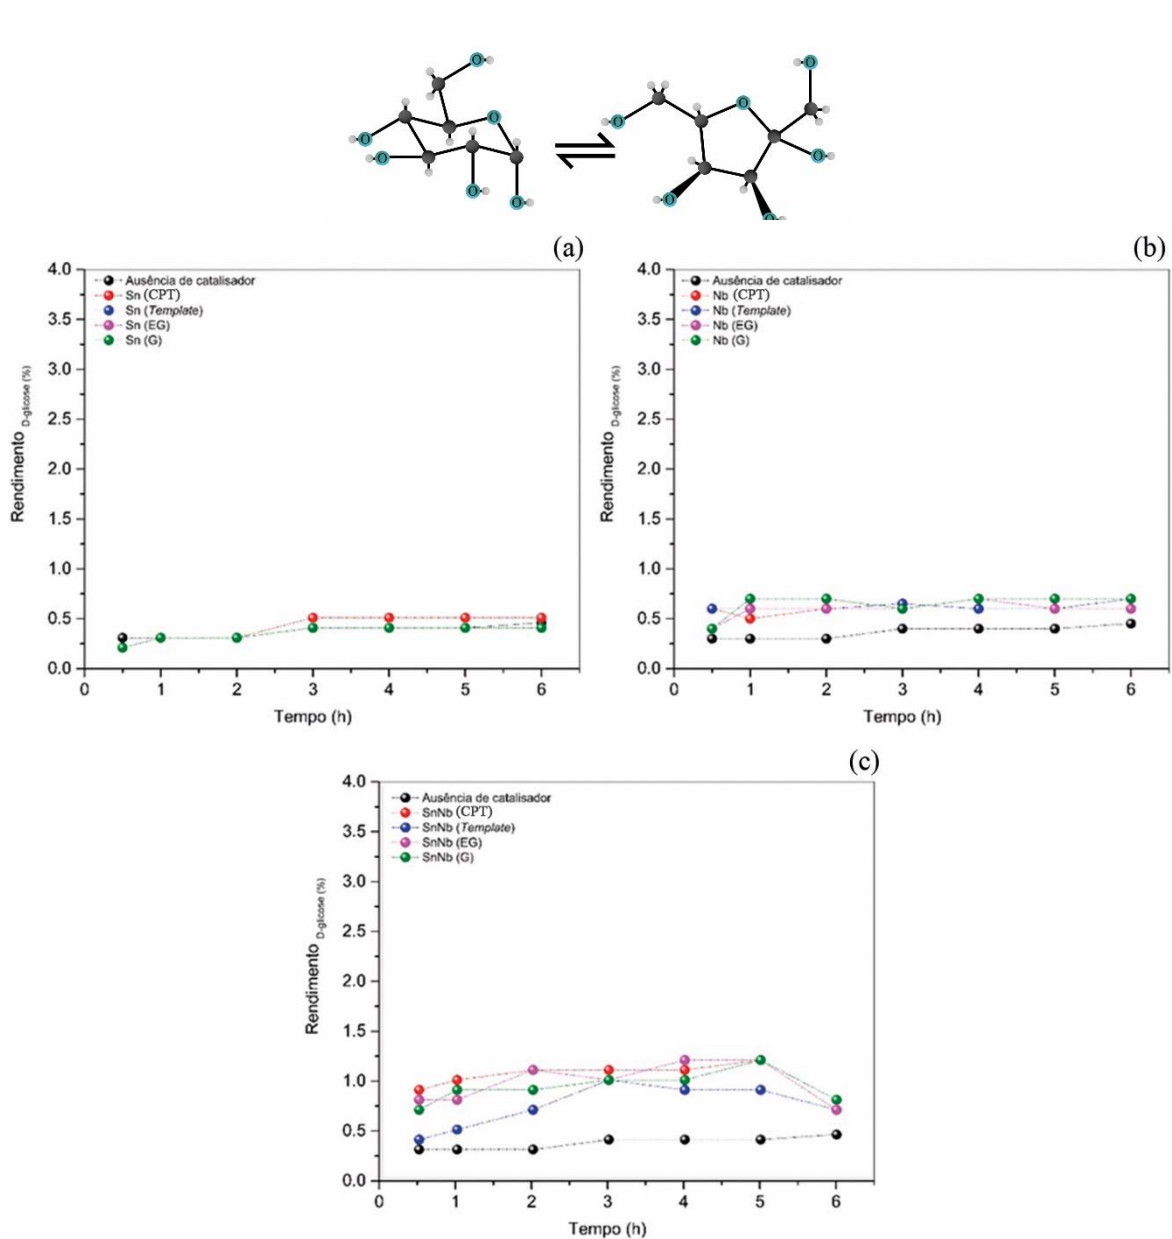 (a)
Ausência de catalisador
Sn (CPT)
Sn (Template)
Sn (EG)
Sn (G)
4.0
3.5
3.0
2.5
2.0
1.5
1.0
0.5
0.0
Rendimento D-glicose (%)
0 1 2 3 4 5 6
Tempo (h)
(b)
Ausência de catalisador
Nb (CPT)
Nb (Template)
Nb (EG)
Nb (G)
4.0
3.5
3.0
2.5
2.0
1.5
1.0
0.5
0.0
Rendimento D-glicose (%)
0 1 2 3 4 5 6
Tempo (h)
(c)
Ausência de catalisador
SnNb (CPT)
SnNb (Template)
SnNb (EG)
SnNb (G)
4.0
3.5
3.0
2.5
2.0
1.5
1.0
0.5
0.0
Rendimento D-glicose (%)
0 1 2 3 4 5 6
Tempo (h)